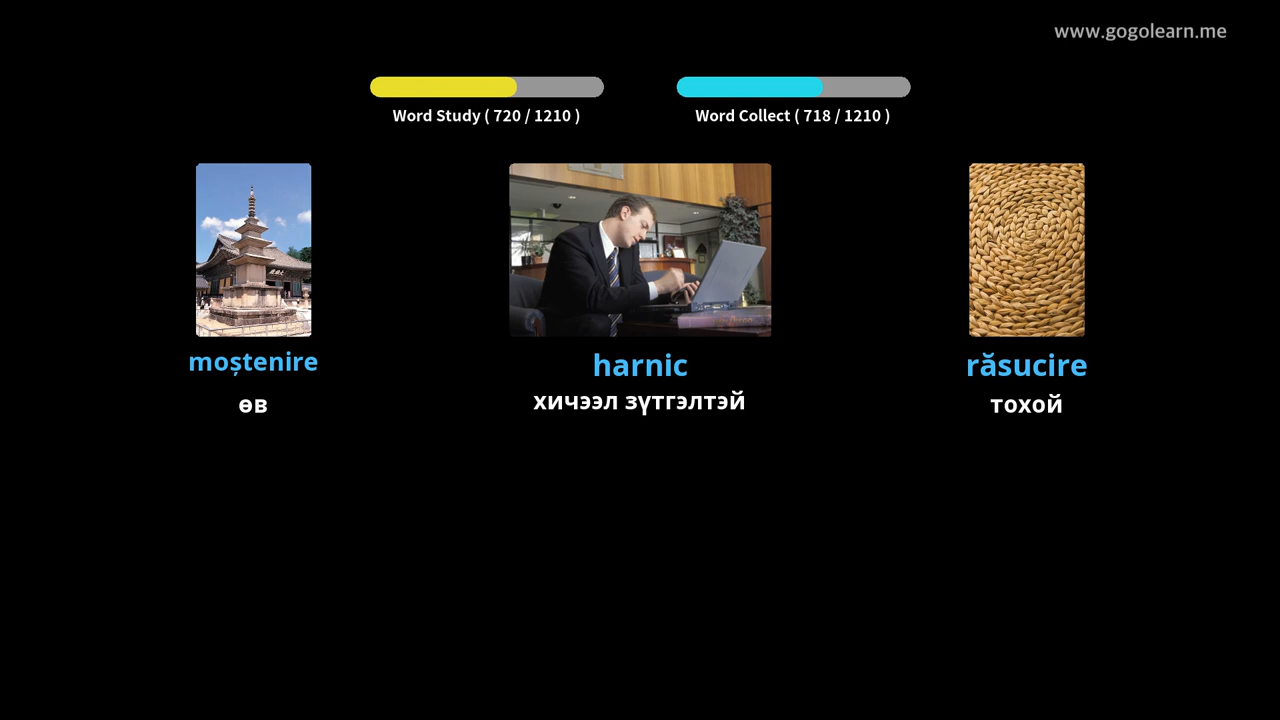 www.gogolearn.me
Word Study ( 720 / 1210 )
Word Collect ( 718 / 1210 )
moștenire
harnic
răsucire
өв
хичээл зүтгэлтэй
тохой